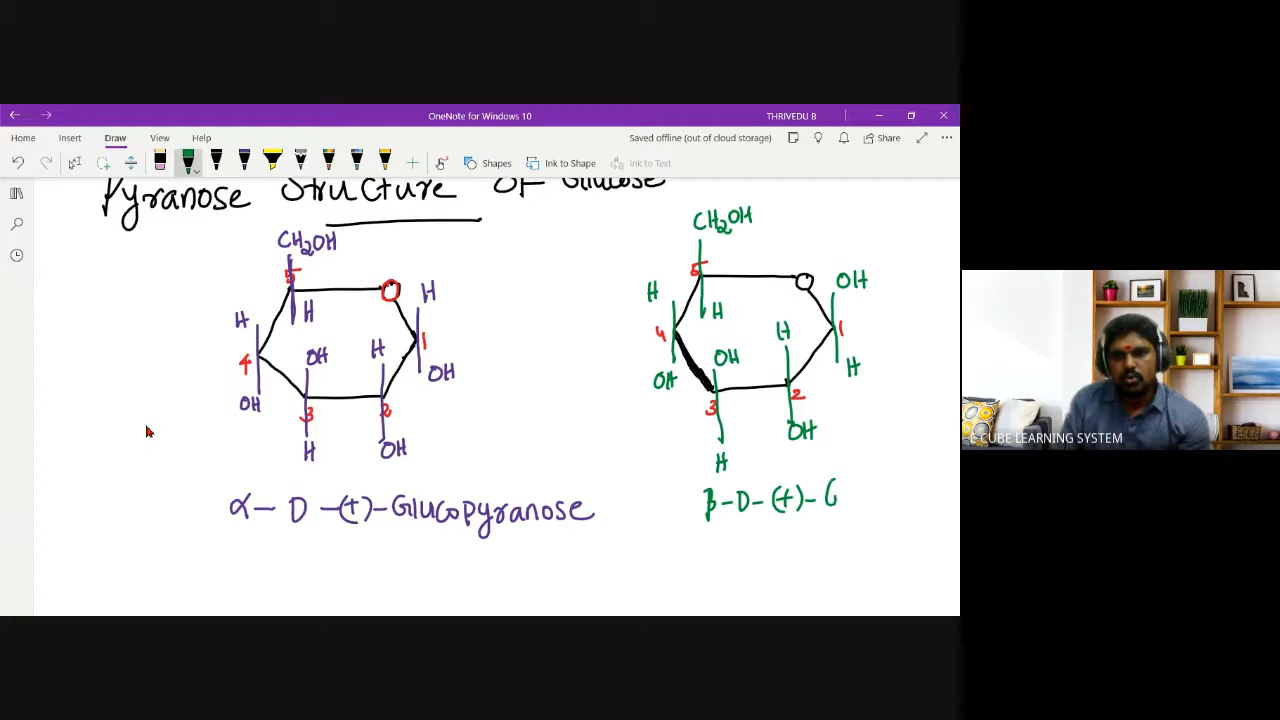 OneNote for Windows 10
THRIVEDU B
Home Insert Draw View Help
Saved offline (out of cloud storage)
Share
Shapes
Ink to Shape
Ink to Text
Pyranose Structure of Glucose
CH2OH
5
O
H
H
H
4
OH
H
1
OH
OH
3
2
H
OH
α- D -(+)-Glucopyranose
CH2OH
5
O
OH
H
H
4
OH
H
1
OH
H
3
2
OH
H
β-D-(+)-G
E CUBE LEARNING SYSTEM